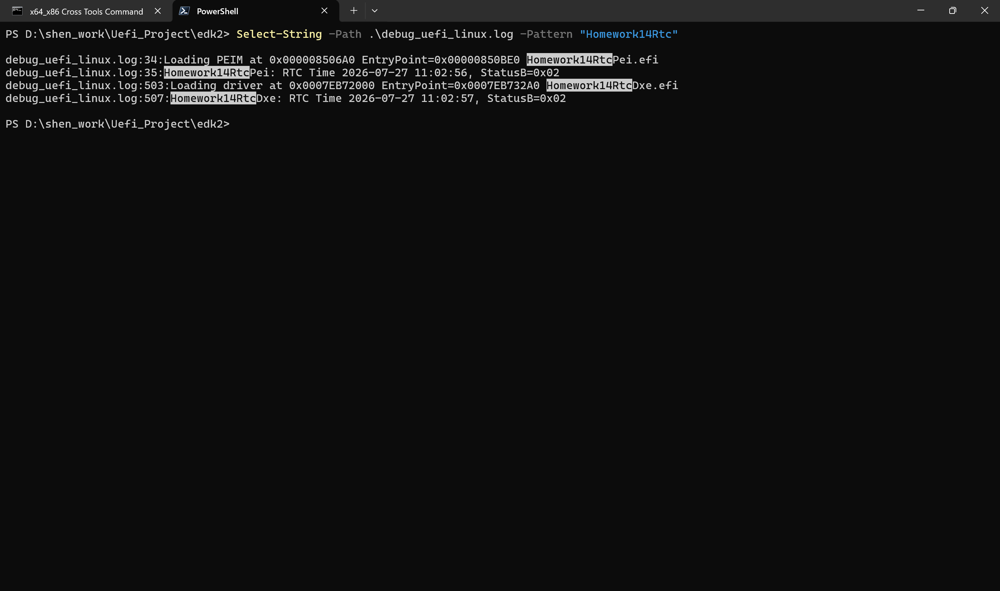 x64_x86 Cross Tools Command
PowerShell
PS D:\shen_work\Uefi_Project\edk2> Select-String -Path .\debug_uefi_linux.log -Pattern "Homework14Rtc"
debug_uefi_linux.log:34:Loading PEIM at 0x000008506A0 EntryPoint=0x00000850BE0 Homework14RtcPei.efi
debug_uefi_linux.log:35:Homework14RtcPei: RTC Time 2026-07-27 11:02:56, StatusB=0x02
debug_uefi_linux.log:503:Loading driver at 0x0007EB72000 EntryPoint=0x0007EB732A0 Homework14RtcDxe.efi
debug_uefi_linux.log:507:Homework14RtcDxe: RTC Time 2026-07-27 11:02:57, StatusB=0x02
PS D:\shen_work\Uefi_Project\edk2>